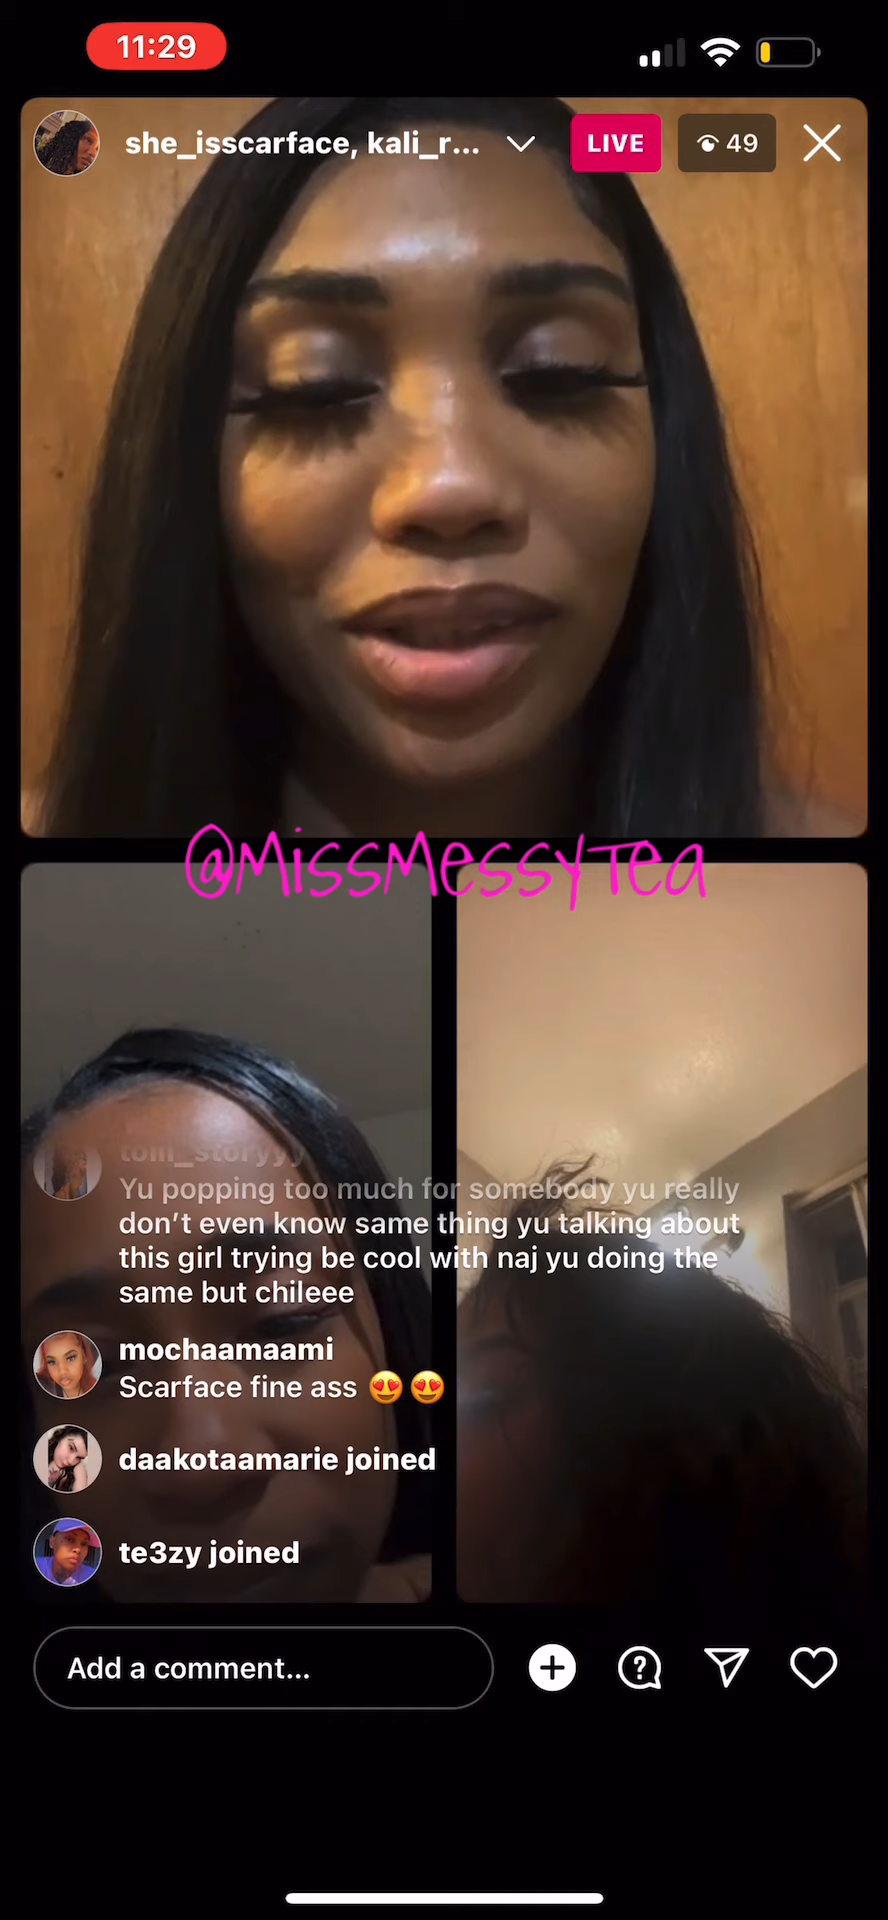 11:29
she_isscarface, kali_r...
LIVE
49
@MissMessyTea
tolii_storyyy
Yu popping too much for somebody yu really
don't even know same thing yu talking about
this girl trying be cool with naj yu doing the
same but chileee
mochaamaami
Scarface fine ass 😍😍
daakotaamarie joined
te3zy joined
Add a comment...